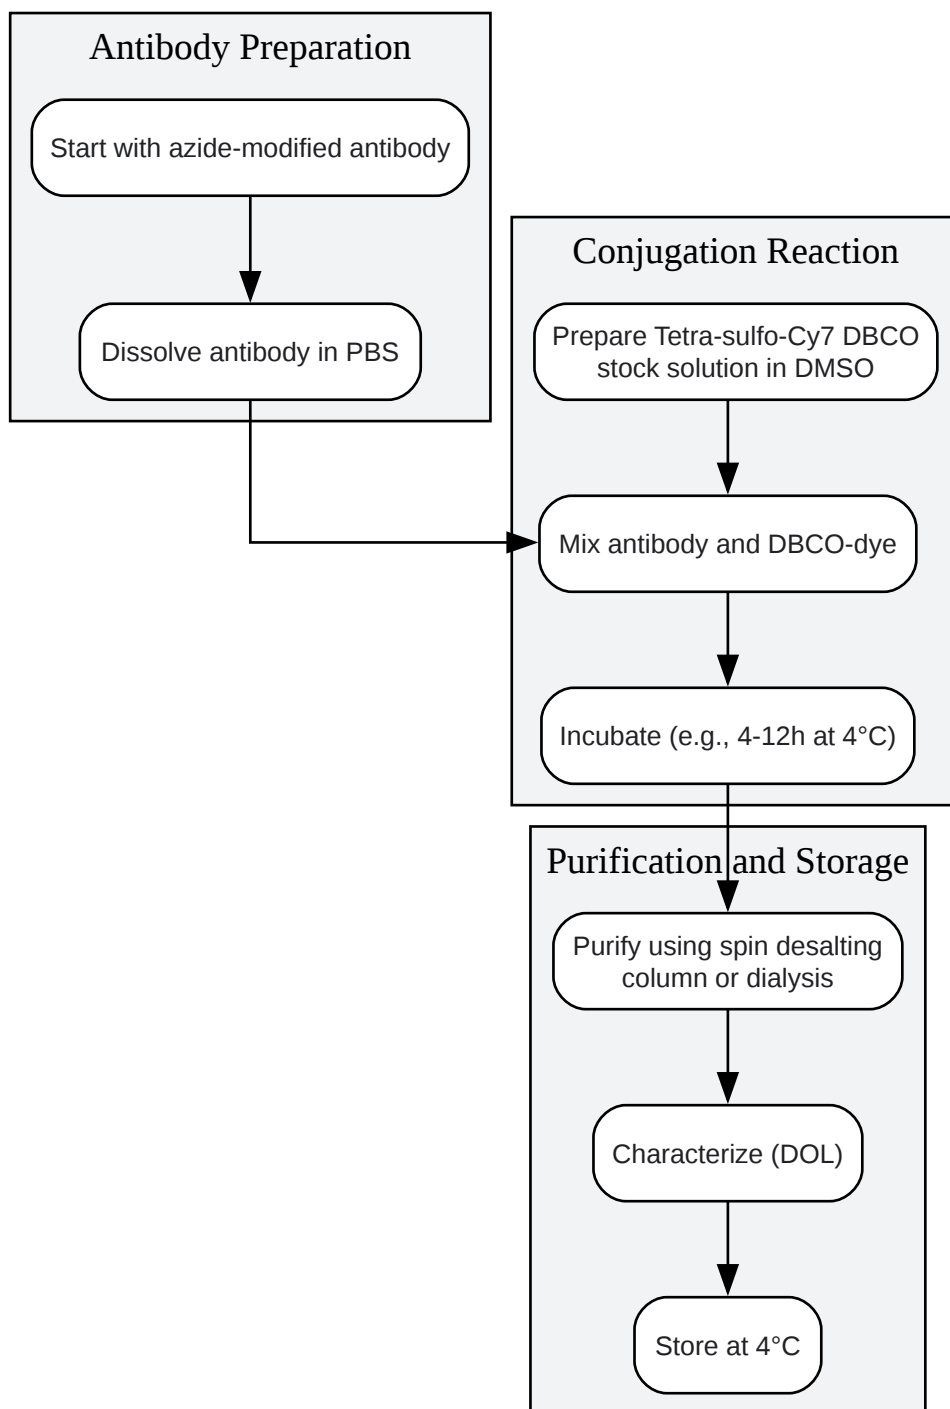 Antibody Preparation
Start with azide-modified antibody
Dissolve antibody in PBS
Conjugation Reaction
Prepare Tetra-sulfo-Cy7 DBCO
stock solution in DMSO
Mix antibody and DBCO-dye
Incubate (e.g., 4-12h at 4°C)
Purification and Storage
Purify using spin desalting
column or dialysis
Characterize (DOL)
Store at 4°C